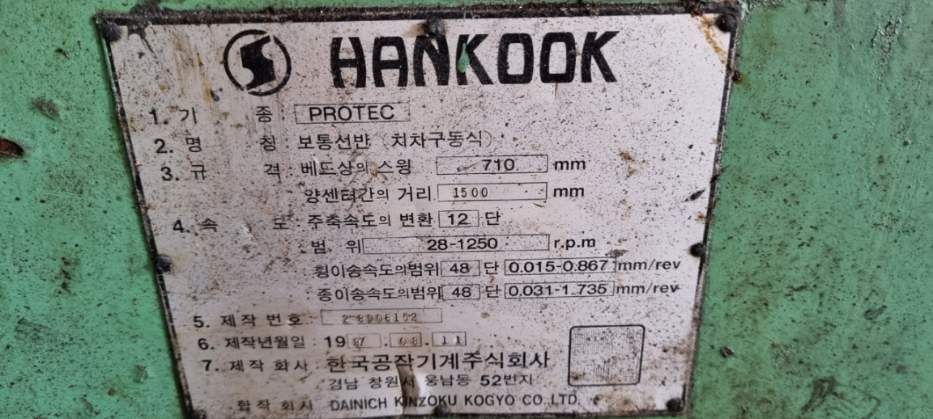 HANKOOK
1. 기 종 : PROTEC
2. 명 칭 : 보통선반 (치차구동식)
3. 규 격 : 베드상의 스윙 710 mm
양센터간의 거리 1500 mm
4. 속 도 : 주축속도의 변환 12 단
범 위 28-1250 r.p.m
횡이송속도의범위 48 단 0.015-0.867 mm/rev
종이송속도의범위 48 단 0.031-1.735 mm/rev
5. 제작 번호 :
6. 제작년월일 : 19 . . 11
7. 제작 회사 : 한국공작기계주식회사
경남 창원시 웅남동 52번지
합작 회사 DAINICH KINZOKU KOGYO CO.,LTD.